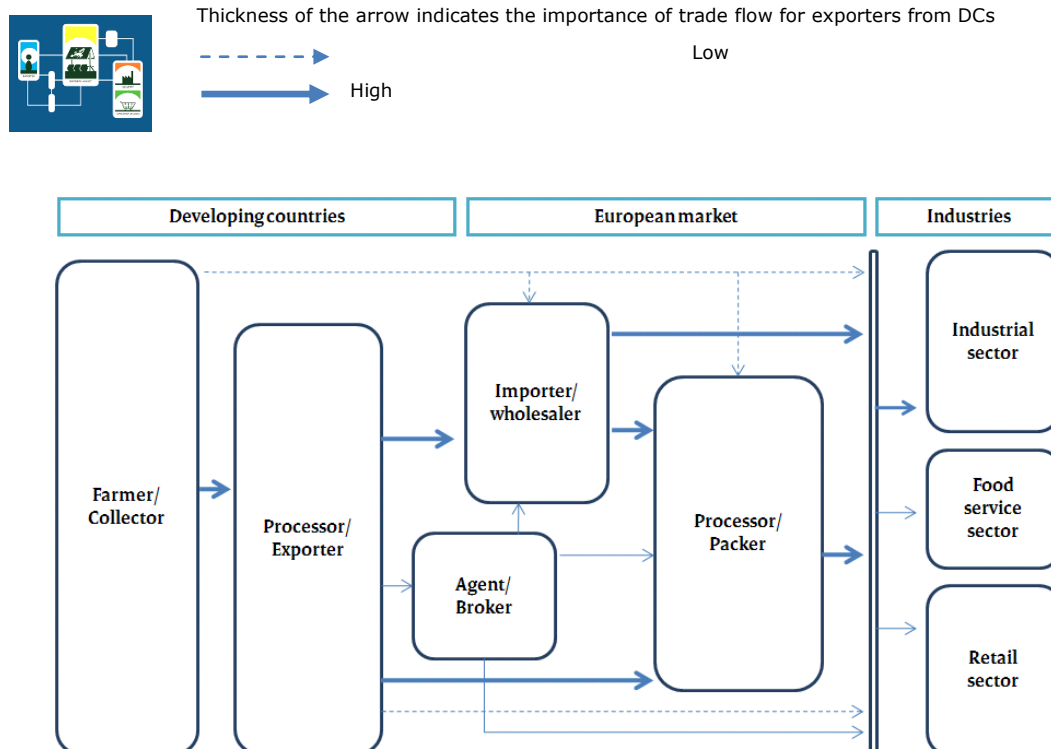 Thickness of the arrow indicates the importance of trade flow for exporters from DCs
Low
High
Developing countries
European market
Industries
Farmer/
Collector
Processor/
Exporter
Importer/
wholesaler
Agent/
Broker
Processor/
Packer
Industrial
sector
Food
service
sector
Retail
sector